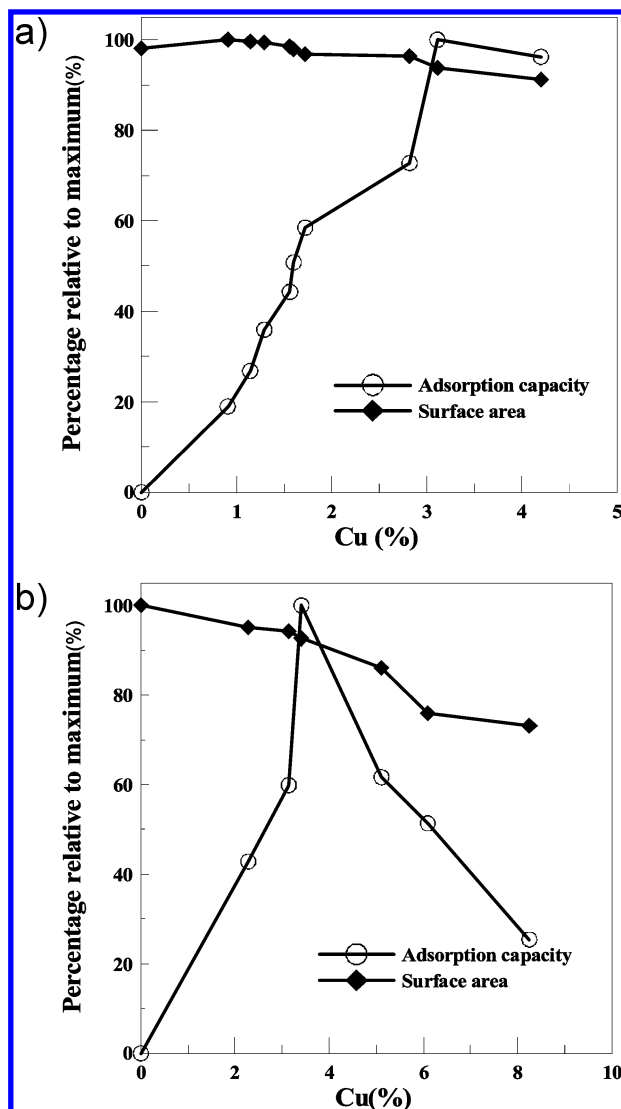 a)
Percentage relative to maximum(%)
100
80
60
40
20
0
Adsorption capacity
Surface area
0 1 2 3 4 5
Cu (%)
b)
Percentage relative to maximum(%)
100
80
60
40
20
0
Adsorption capacity
Surface area
0 2 4 6 8 10
Cu(%)